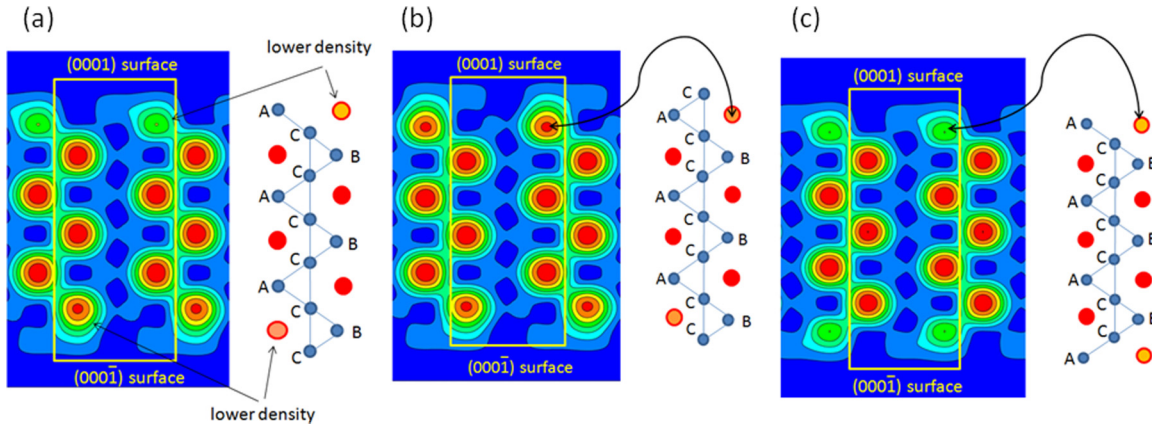 (a)
lower density
(0001) surface
A
C
B
C
A
C
B
C
A
C
B
C
(0001̄) surface
lower density
(b)
(0001) surface
C
A
C
B
C
A
C
B
C
A
C
B
C
(0001̄) surface
(c)
(0001) surface
A
C
B
C
A
C
B
C
A
C
B
C
A
(0001̄) surface